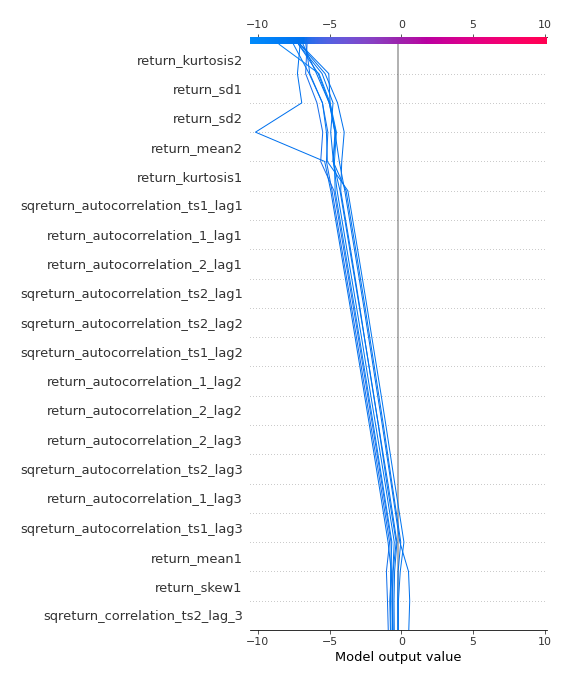 −10 −5 0 5 10
return_kurtosis2
return_sd1
return_sd2
return_mean2
return_kurtosis1
sqreturn_autocorrelation_ts1_lag1
return_autocorrelation_1_lag1
return_autocorrelation_2_lag1
sqreturn_autocorrelation_ts2_lag1
sqreturn_autocorrelation_ts2_lag2
sqreturn_autocorrelation_ts1_lag2
return_autocorrelation_1_lag2
return_autocorrelation_2_lag2
return_autocorrelation_2_lag3
sqreturn_autocorrelation_ts2_lag3
return_autocorrelation_1_lag3
sqreturn_autocorrelation_ts1_lag3
return_mean1
return_skew1
sqreturn_correlation_ts2_lag_3
−10 −5 0 5 10
Model output value